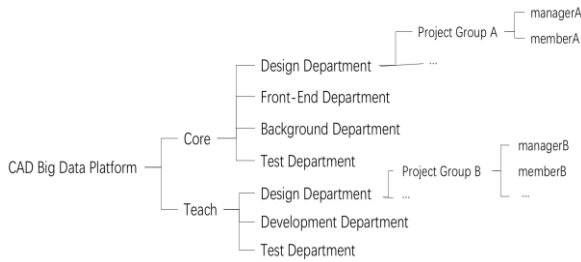 CAD Big Data Platform
Core
Design Department
Project Group A
managerA
memberA
...
Front-End Department
Background Department
Test Department
Teach
Design Department
Project Group B
managerB
memberB
...
...
Development Department
Test Department